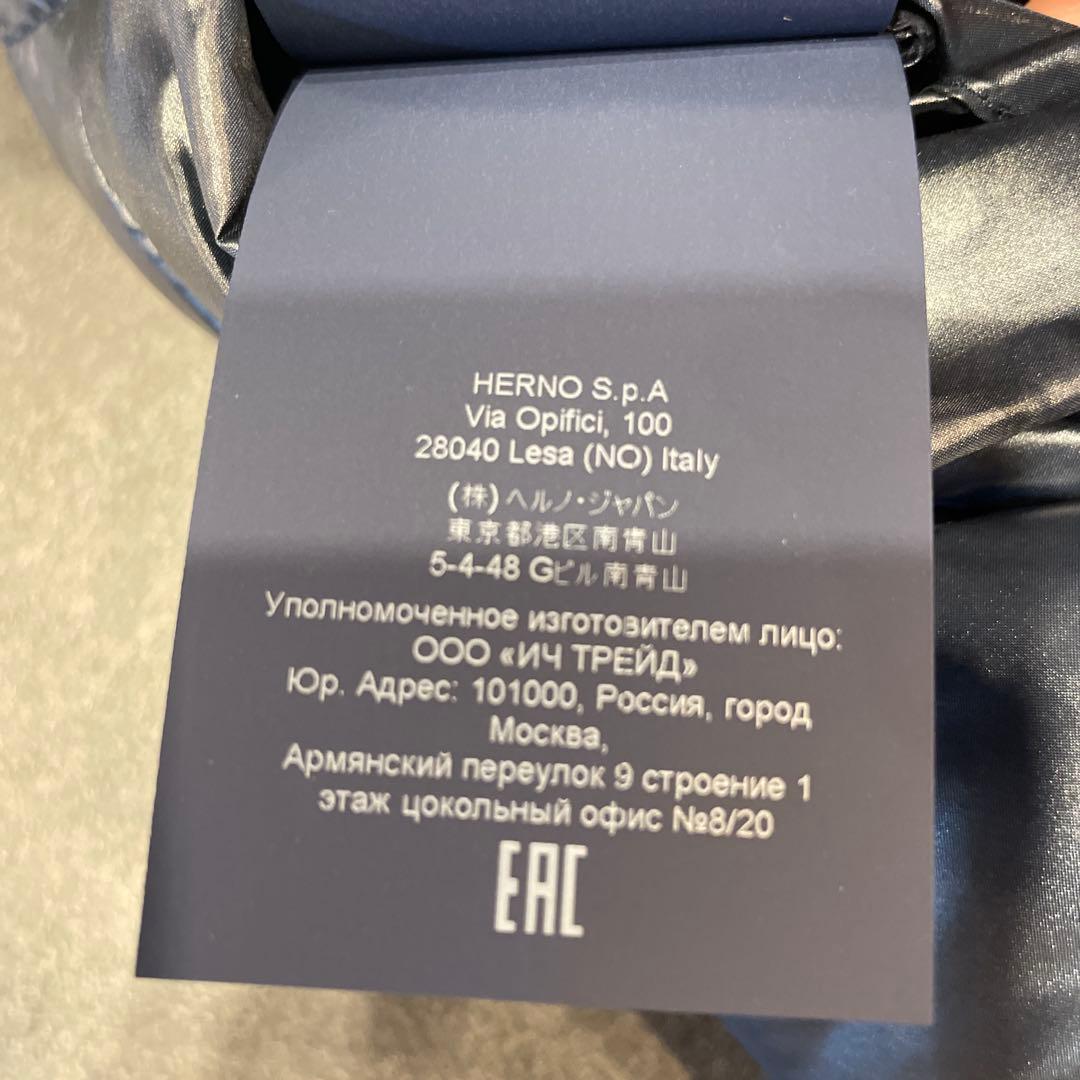 HERNO S.p.A
Via Opifici, 100
28040 Lesa (NO) Italy
(株)ヘルノ・ジャパン
東京都港区南青山
5-4-48 Gビル南青山
Уполномоченное изготовителем лицо:
ООО «ИЧ ТРЕЙД»
Юр. Адрес: 101000, Россия, город
Москва,
Армянский переулок 9 строение 1
этаж цокольный офис №8/20
EAC